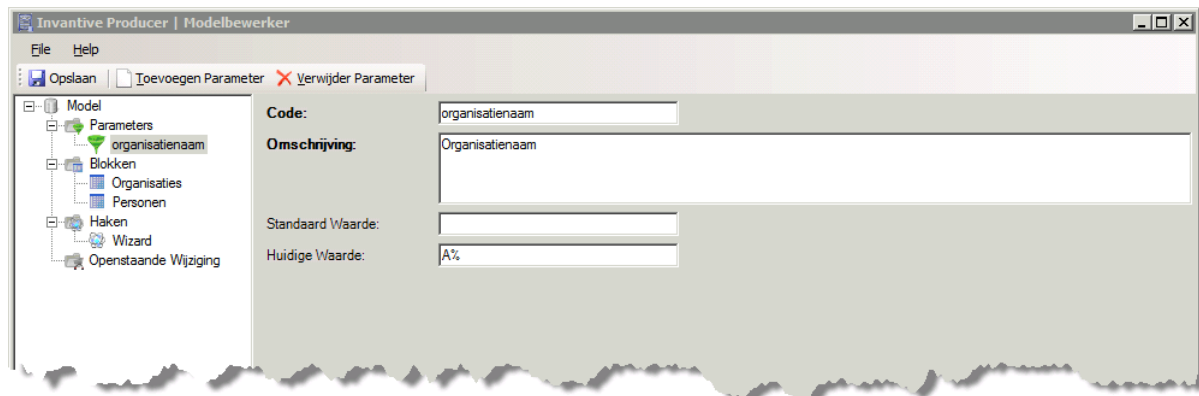 Invantive Producer | Modelbewerker
File Help
Opslaan Toevoegen Parameter Verwijder Parameter
Model
Parameters
organisatienaam
Blokken
Organisaties
Personen
Haken
Wizard
Openstaande Wijziging
Code: organisatienaam
Omschrijving: Organisatienaam
Standaard Waarde:
Huidige Waarde: A%